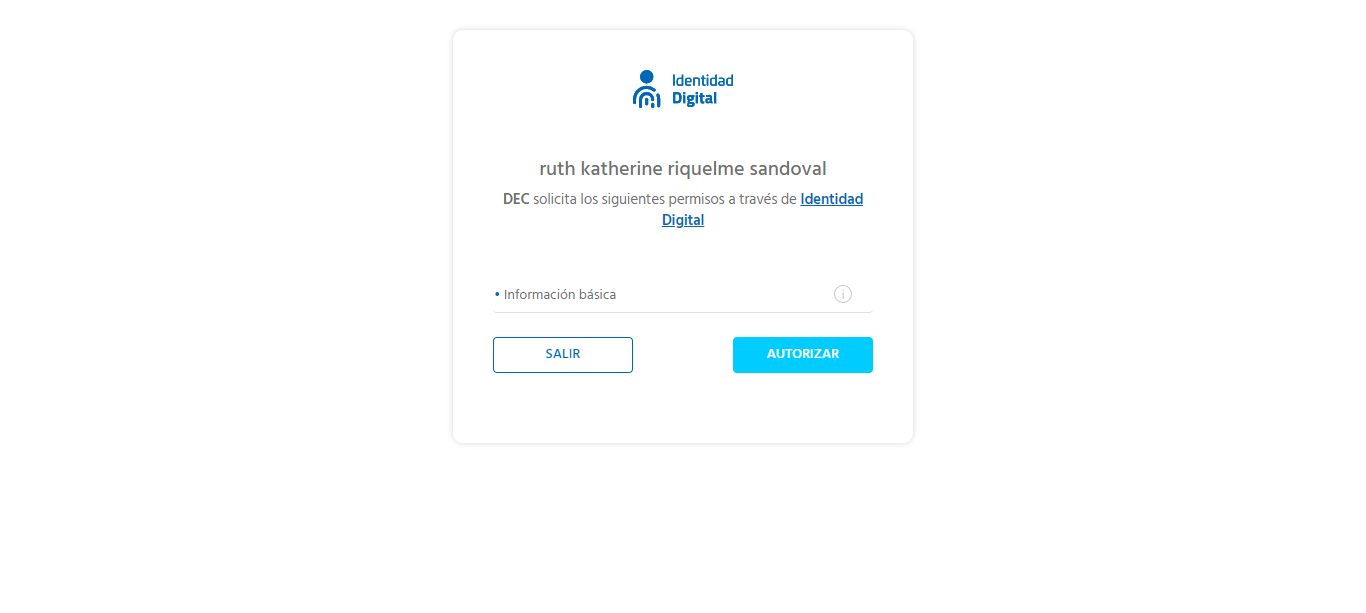 Identidad
Digital
ruth katherine riquelme sandoval
DEC solicita los siguientes permisos a través de Identidad
Digital
• Información básica
SALIR
AUTORIZAR